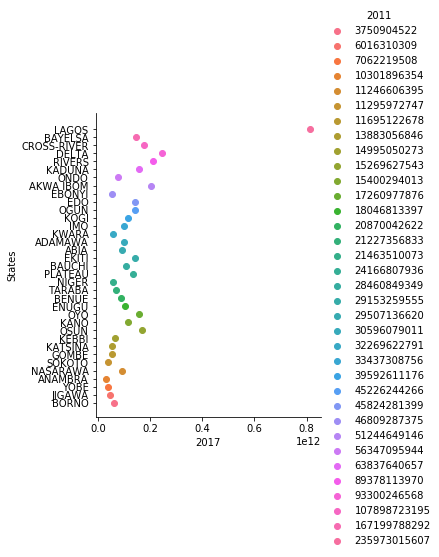 2011
3750904522
6016310309
7062219508
10301896354
11246606395
11295972747
11695122678
13883056846
14995050273
15269627543
15400294013
17260977876
18046813397
20870042622
21227356833
21463510073
24166807936
28460849349
29153259555
29507136620
30596079011
32269622791
33437308756
39592611176
45226244266
45824281399
46809287375
51244649146
56347095944
63837640657
89378113970
93300246568
107898723195
167199788292
235973015607
States
LAGOS
BAYELSA
CROSS-RIVER
DELTA
RIVERS
KADUNA
ONDO
AKWA IBOM
EBONYI
EDO
OGUN
KOGI
IMO
KWARA
ADAMAWA
ABIA
EKITI
BAUCHI
PLATEAU
NIGER
TARABA
BENUE
ENUGU
OYO
KANO
OSUN
KEBBI
KATSINA
GOMBE
SOKOTO
NASARAWA
ANAMBRA
YOBE
JIGAWA
BORNO
0.0 0.2 0.4 0.6 0.8
2017
1e12